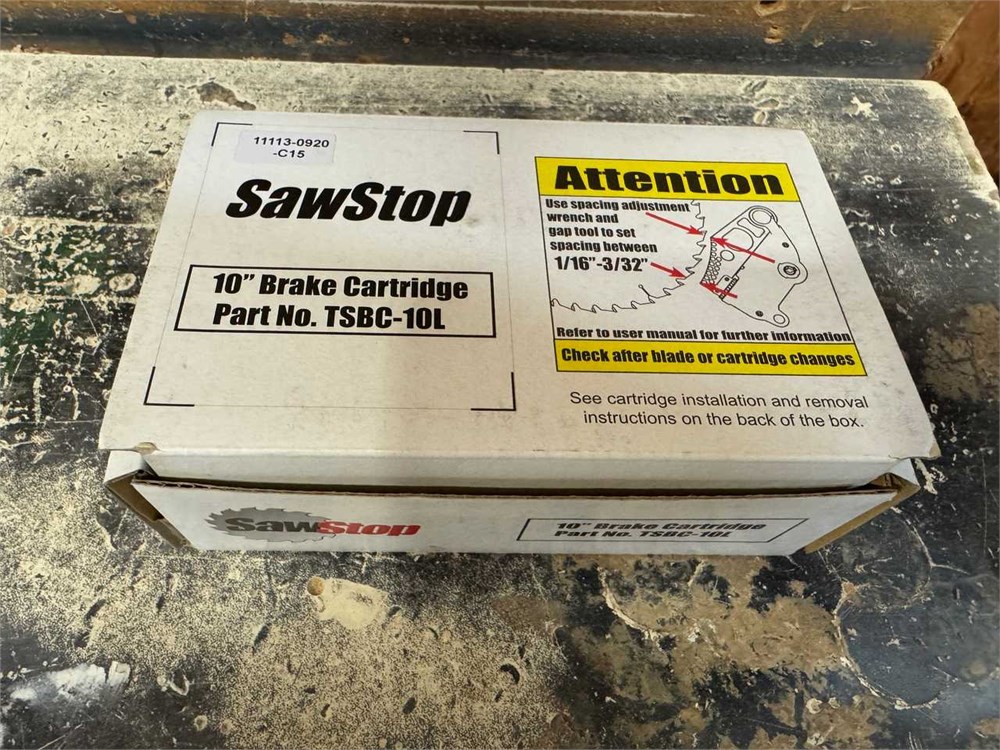 11113-0920
-C15
SawStop
10" Brake Cartridge
Part No. TSBC-10L
Attention
Use spacing adjustment
wrench and
gap tool to set
spacing between
1/16"-3/32"
Refer to user manual for further information
Check after blade or cartridge changes
See cartridge installation and removal
instructions on the back of the box.
SawStop
10" Brake Cartridge
Part No. TSBC-10L